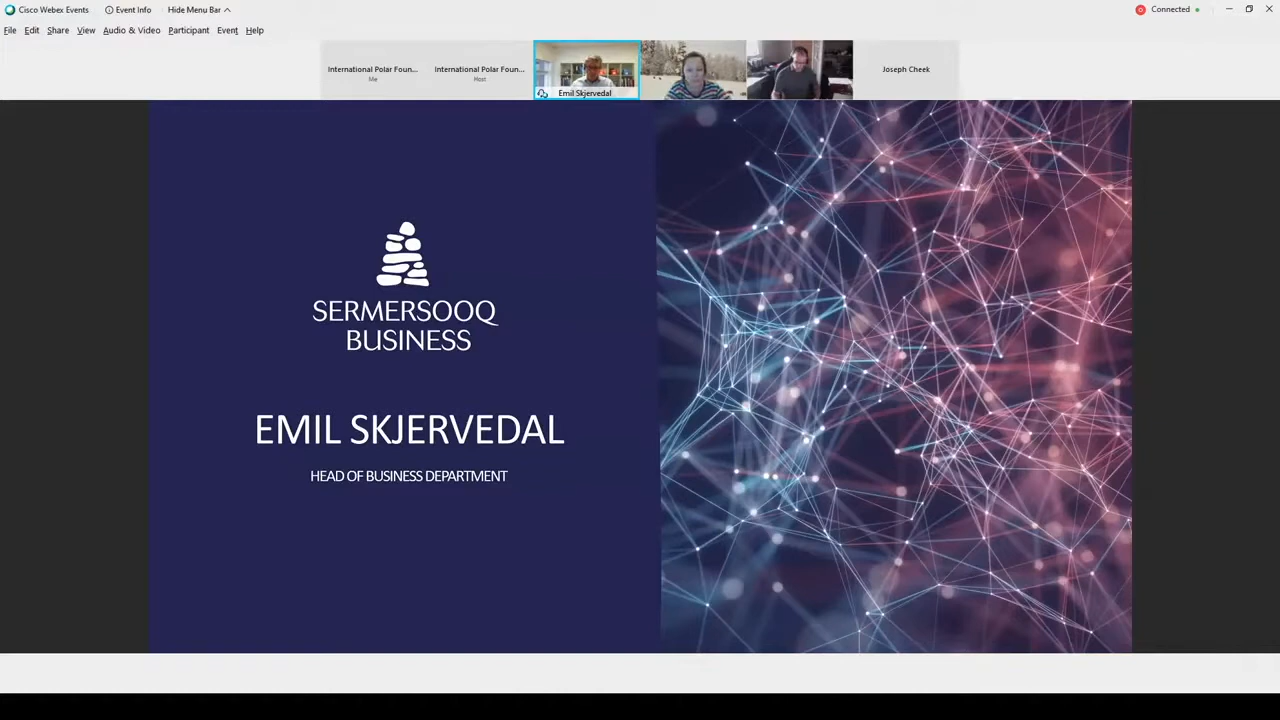 Cisco Webex Events
Event Info
Hide Menu Bar
Connected
File Edit Share View Audio & Video Participant Event Help
International Polar Foun...
Me
International Polar Foun...
Host
Emil Skjervedal
Joseph Cheek
SERMERSOOQ
BUSINESS
EMIL SKJERVEDAL
HEAD OF BUSINESS DEPARTMENT